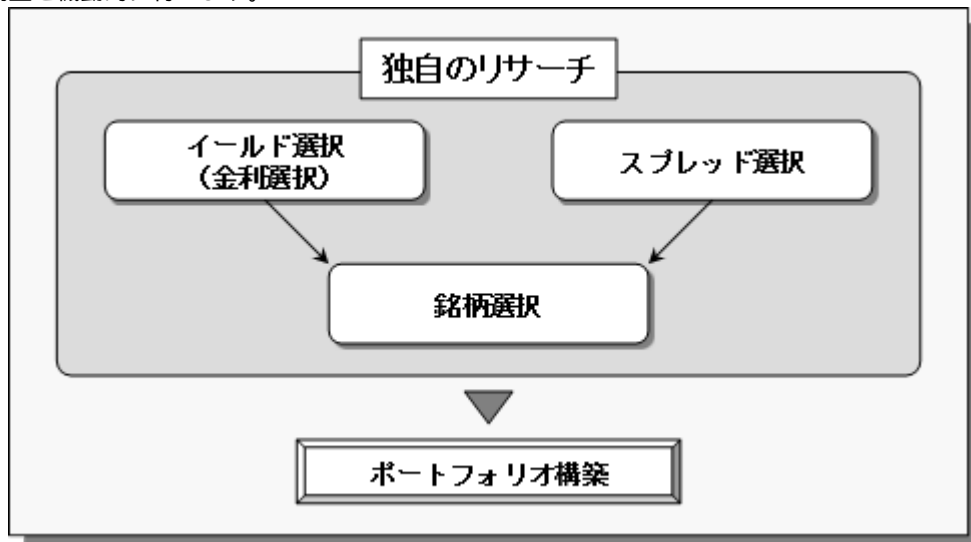 独自のリサーチ
イールド選択
（金利選択）
スプレッド選択
銘柄選択
ポートフォリオ構築